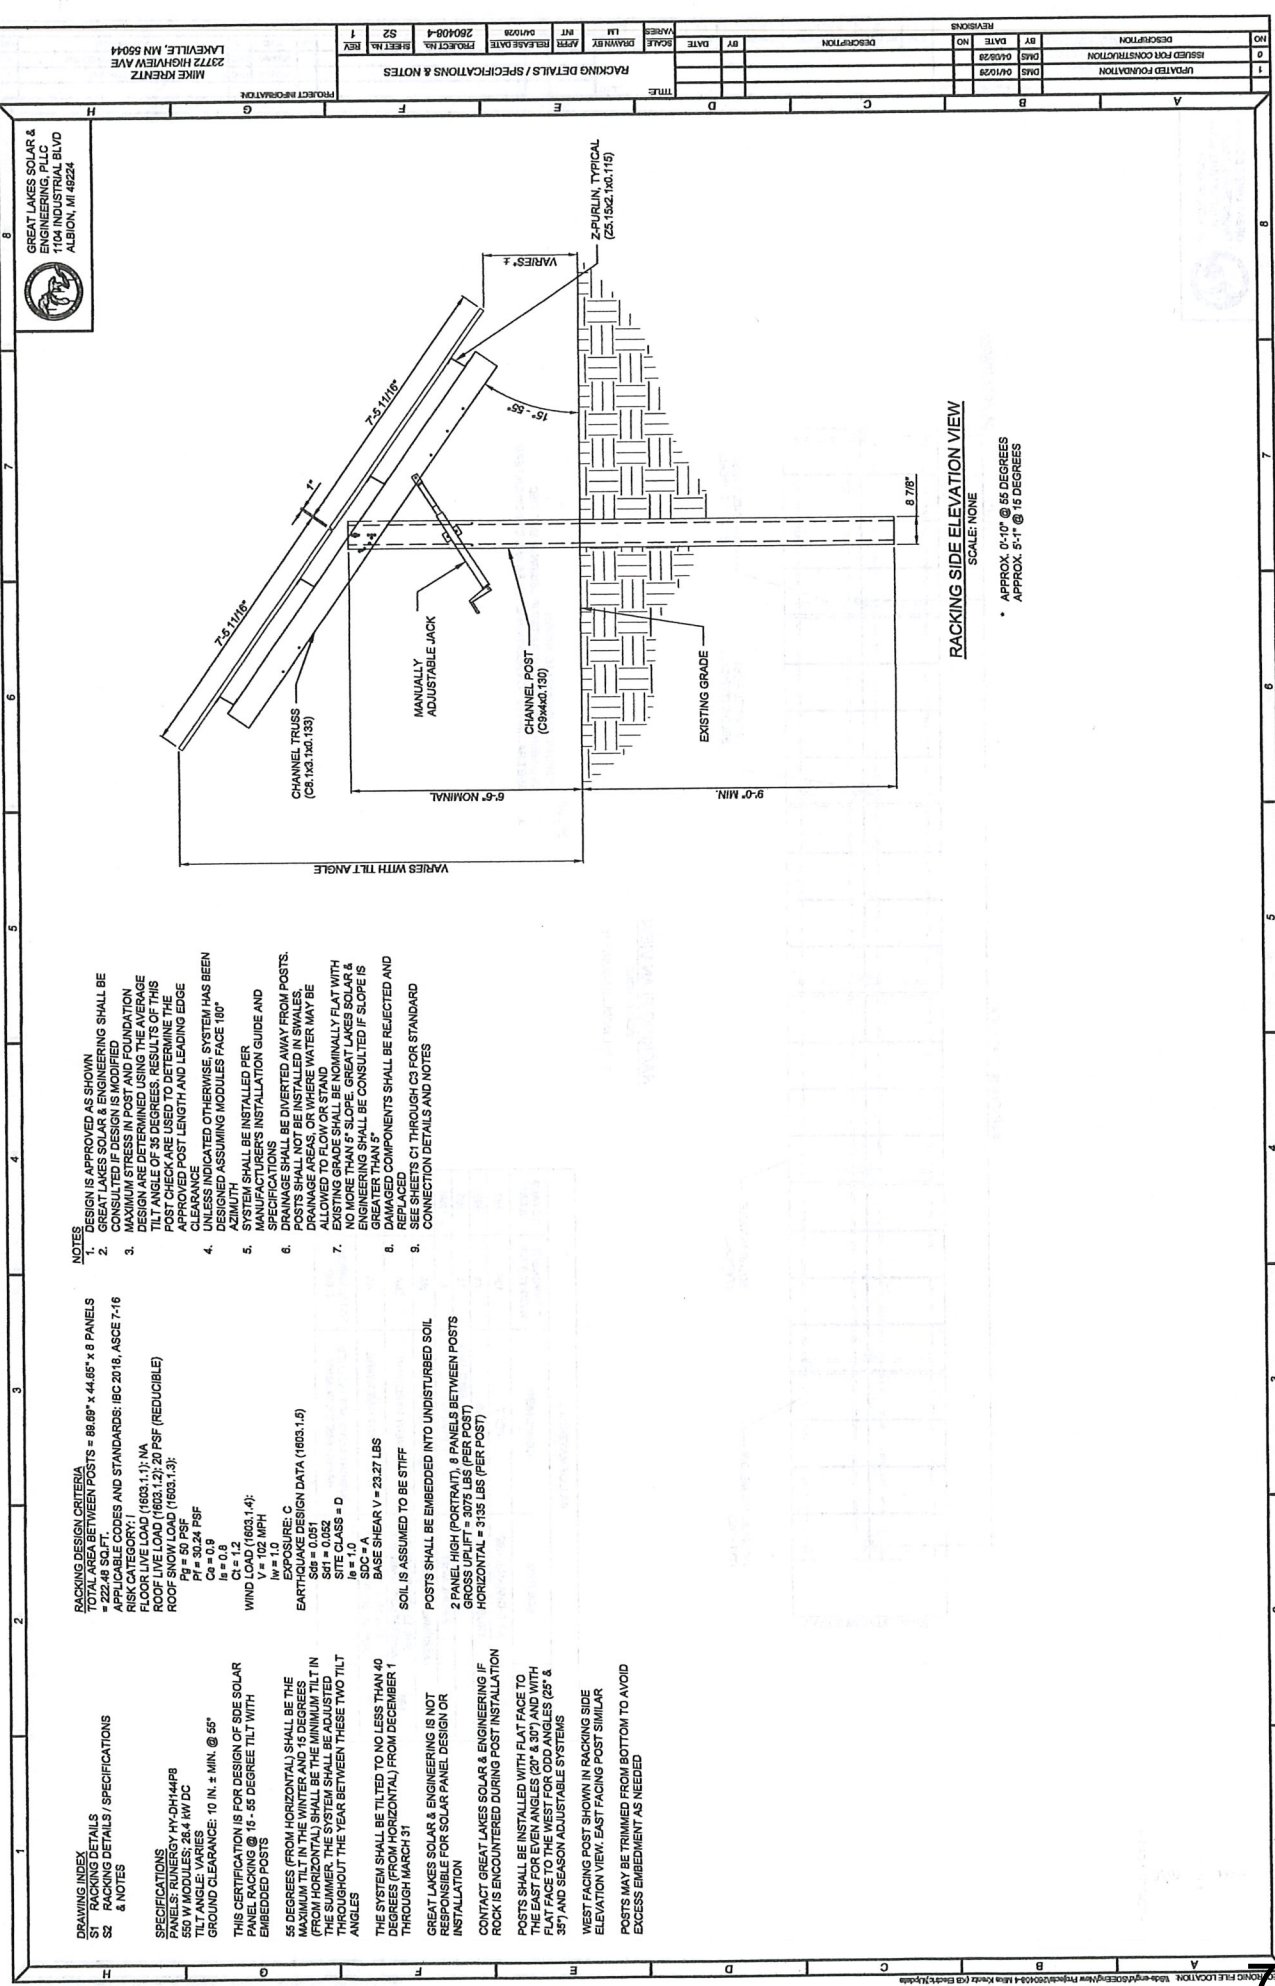 DRAWING INDEX
S1 RACKING DETAILS
S2 RACKING DETAILS / SPECIFICATIONS
& NOTES
SPECIFICATIONS
PANELS: RUNERGY HY-DH144P8
550 W MODULES; 26.4 kW DC
TILT ANGLE: VARIES
GROUND CLEARANCE: 10 IN. ± MIN. @ 55°
THIS CERTIFICATION IS FOR DESIGN OF SDE SOLAR
PANEL RACKING @ 15 - 55 DEGREE TILT WITH
EMBEDDED POSTS
55 DEGREES (FROM HORIZONTAL) SHALL BE THE
MAXIMUM TILT IN THE WINTER AND 15 DEGREES
(FROM HORIZONTAL) SHALL BE THE MINIMUM TILT IN
THE SUMMER. THE SYSTEM SHALL BE ADJUSTED
THROUGHOUT THE YEAR BETWEEN THESE TWO TILT
ANGLES
THE SYSTEM SHALL BE TILTED TO NO LESS THAN 40
DEGREES (FROM HORIZONTAL) FROM DECEMBER 1
THROUGH MARCH 31
GREAT LAKES SOLAR & ENGINEERING IS NOT
RESPONSIBLE FOR SOLAR PANEL DESIGN OR
INSTALLATION
CONTACT GREAT LAKES SOLAR & ENGINEERING IF
ROCK IS ENCOUNTERED DURING POST INSTALLATION
POSTS SHALL BE INSTALLED WITH FLAT FACE TO
THE EAST FOR EVEN ANGLES (20° & 30°) AND WITH
FLAT FACE TO THE WEST FOR ODD ANGLES (25° &
35°) AND SEASON ADJUSTABLE SYSTEMS
WEST FACING POST SHOWN IN RACKING SIDE
ELEVATION VIEW. EAST FACING POST SIMILAR
POSTS MAY BE TRIMMED FROM BOTTOM TO AVOID
EXCESS EMBEDMENT AS NEEDED
RACKING DESIGN CRITERIA
TOTAL AREA BETWEEN POSTS = 89.69" x 44.65" x 8 PANELS
= 222.48 SQ.FT.
APPLICABLE CODES AND STANDARDS: IBC 2018, ASCE 7-16
RISK CATEGORY: I
FLOOR LIVE LOAD (1603.1.1): NA
ROOF LIVE LOAD (1603.1.2): 20 PSF (REDUCIBLE)
ROOF SNOW LOAD (1603.1.3):
Pg = 50 PSF
Pf = 30.24 PSF
Ce = 0.9
Is = 0.8
Ct = 1.2
WIND LOAD (1603.1.4):
V = 102 MPH
Iw = 1.0
EXPOSURE: C
EARTHQUAKE DESIGN DATA (1603.1.5)
Sds = 0.051
Sd1 = 0.052
SITE CLASS = D
Ie = 1.0
SDC = A
BASE SHEAR V = 23.27 LBS
SOIL IS ASSUMED TO BE STIFF
POSTS SHALL BE EMBEDDED INTO UNDISTURBED SOIL
2 PANEL HIGH (PORTRAIT), 8 PANELS BETWEEN POSTS
GROSS UPLIFT = 3075 LBS (PER POST)
HORIZONTAL = 3135 LBS (PER POST)
NOTES
1. DESIGN IS APPROVED AS SHOWN
2. GREAT LAKES SOLAR & ENGINEERING SHALL BE
CONSULTED IF DESIGN IS MODIFIED
3. MAXIMUM STRESS IN POST AND FOUNDATION
DESIGN ARE DETERMINED USING THE AVERAGE
TILT ANGLE OF 35 DEGREES. RESULTS OF THIS
POST CHECK ARE USED TO DETERMINE THE
APPROVED POST LENGTH AND LEADING EDGE
CLEARANCE
4. UNLESS INDICATED OTHERWISE, SYSTEM HAS BEEN
DESIGNED ASSUMING MODULES FACE 180°
AZIMUTH
5. SYSTEM SHALL BE INSTALLED PER
MANUFACTURER'S INSTALLATION GUIDE AND
SPECIFICATIONS
6. DRAINAGE SHALL BE DIVERTED AWAY FROM POSTS.
POSTS SHALL NOT BE INSTALLED IN SWALES,
DRAINAGE AREAS, OR WHERE WATER MAY BE
ALLOWED TO FLOW OR STAND
7. EXISTING GRADE SHALL BE NOMINALLY FLAT WITH
NO MORE THAN 5° SLOPE. GREAT LAKES SOLAR &
ENGINEERING SHALL BE CONSULTED IF SLOPE IS
GREATER THAN 5°
8. DAMAGED COMPONENTS SHALL BE REJECTED AND
REPLACED
9. SEE SHEETS C1 THROUGH C3 FOR STANDARD
CONNECTION DETAILS AND NOTES
GREAT LAKES SOLAR &
ENGINEERING, PLLC
1104 INDUSTRIAL BLVD
ALBION, MI 49224
7'-5 11/16"
1"
7'-5 11/16"
CHANNEL TRUSS
(C8.1x3.1x0.133)
MANUALLY
ADJUSTABLE JACK
CHANNEL POST
(C9x4x0.130)
EXISTING GRADE
Z-PURLIN, TYPICAL
(Z5.15x2.1x0.115)
15° - 55°
VARIES* ±
VARIES WITH TILT ANGLE
6'-6" NOMINAL
9'-0" MIN.
8 7/8"
RACKING SIDE ELEVATION VIEW
SCALE: NONE
* APPROX. 0'-10" @ 55 DEGREES
APPROX. 5'-1" @ 15 DEGREES
PROJECT INFORMATION:
MIKE KRENTZ
23772 HIGHVIEW AVE
LAKEVILLE, MN 55044
TITLE:
RACKING DETAILS / SPECIFICATIONS & NOTES
SCALE DRAWN BY APPR RELEASE DATE PROJECT No. SHEET No. REV
VARIES LM INT 04/10/26 260408-4 S2 1
1 UPDATED FOUNDATION DMS 04/10/26
0 ISSUED FOR CONSTRUCTION DMS 04/08/26
NO DESCRIPTION BY DATE NO DESCRIPTION BY DATE
REVISIONS
1 2 3 4 5 6 7 8
1 2 3 4 5 6 7 8
A B C D E F G H
A B C D E F G H
7